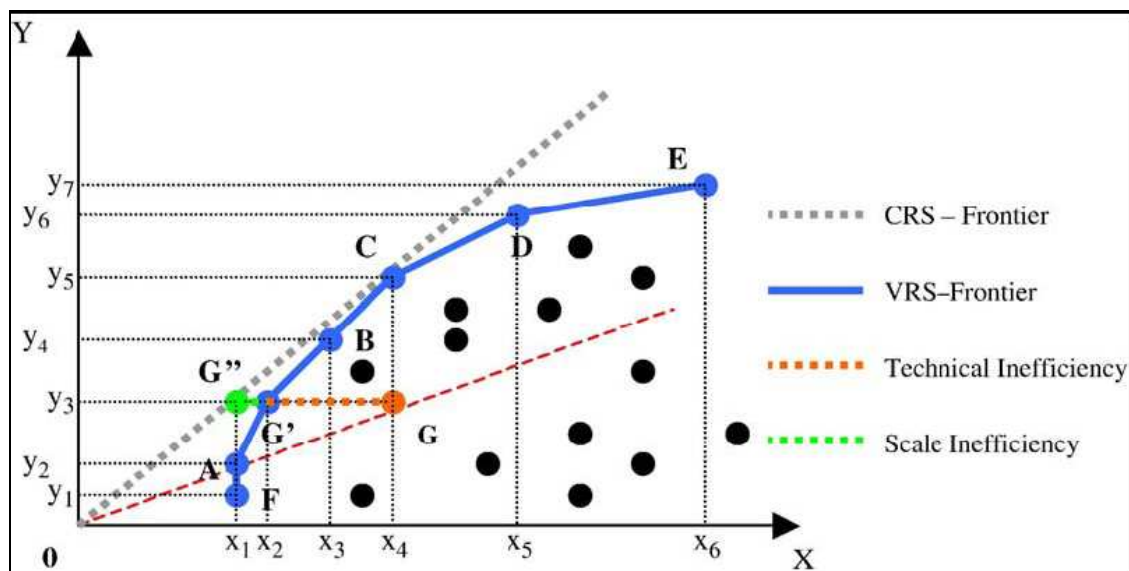 Y
E
y₇
y₆
CRS – Frontier
C
D
y₅
VRS–Frontier
y₄
B
G’’
Technical Inefficiency
y₃
G’
G
Scale Inefficiency
y₂
A
y₁
F
0
x₁ x₂ x₃ x₄ x₅ x₆
X